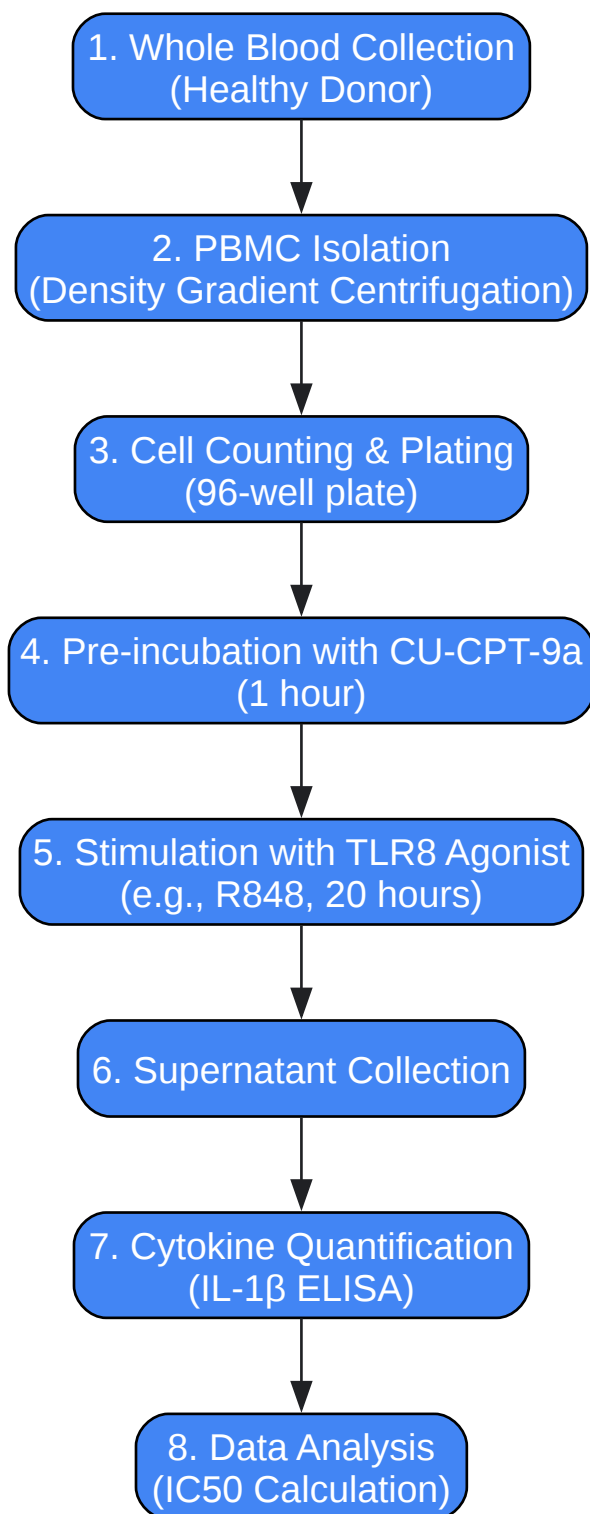 1. Whole Blood Collection
(Healthy Donor)
2. PBMC Isolation
(Density Gradient Centrifugation)
3. Cell Counting & Plating
(96-well plate)
4. Pre-incubation with CU-CPT-9a
(1 hour)
5. Stimulation with TLR8 Agonist
(e.g., R848, 20 hours)
6. Supernatant Collection
7. Cytokine Quantification
(IL-1β ELISA)
8. Data Analysis
(IC50 Calculation)